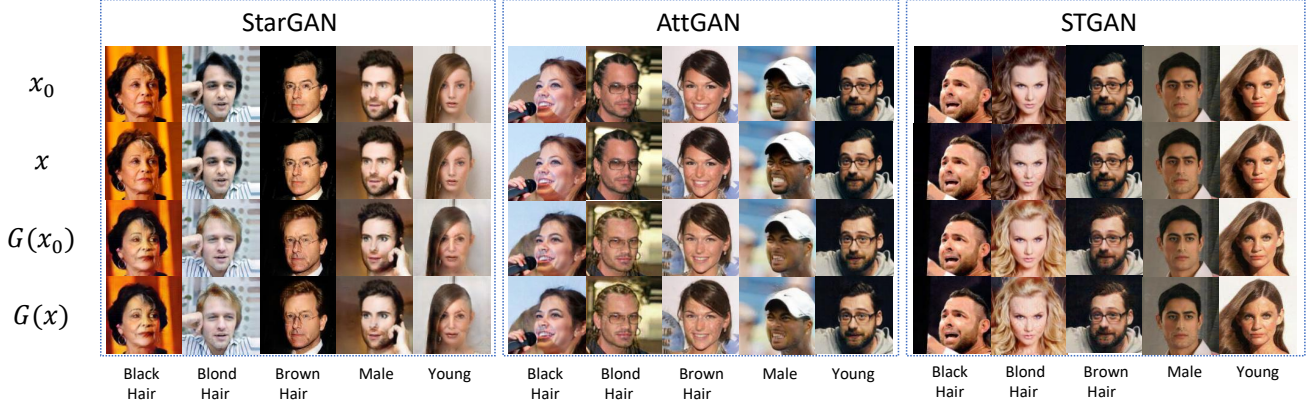 StarGAN AttGAN STGAN
x₀
x
G(x₀)
G(x)
Black Blond Brown Male Young Black Blond Brown Male Young Black Blond Brown Male Young
Hair Hair Hair Hair Hair Hair Hair Hair Hair